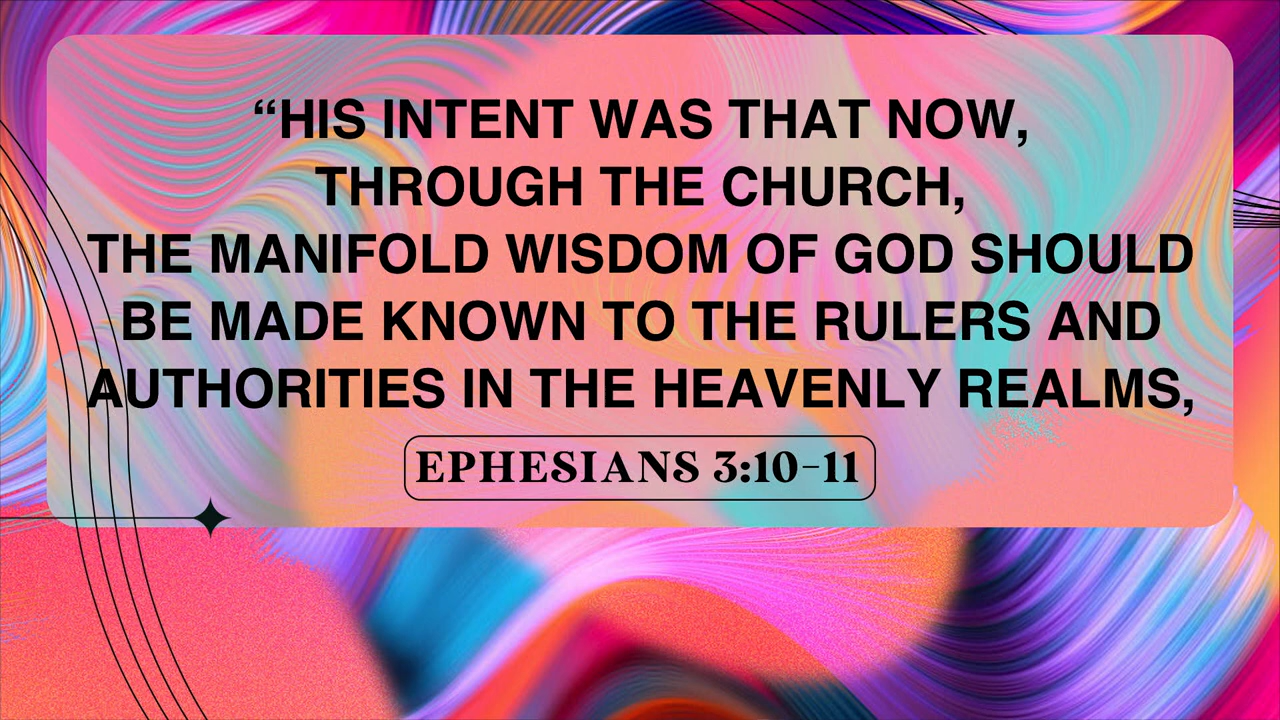 “HIS INTENT WAS THAT NOW,
THROUGH THE CHURCH,
THE MANIFOLD WISDOM OF GOD SHOULD
BE MADE KNOWN TO THE RULERS AND
AUTHORITIES IN THE HEAVENLY REALMS,
EPHESIANS 3:10-11